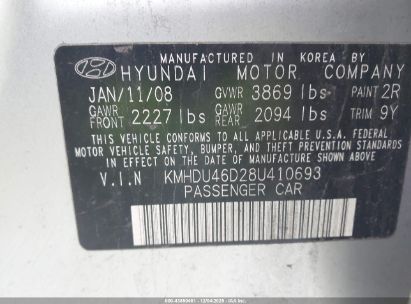 MANUFACTURED IN KOREA BY
HYUNDAI MOTOR COMPANY
JAN/11/08 GVWR 3869 lbs PAINT 2R
GAWR FRONT 2227 lbs GAWR REAR 2094 lbs TRIM 9Y
THIS VEHICLE CONFORMS TO ALL APPLICABLE U.S.A. FEDERAL
MOTOR VEHICLE SAFETY, BUMPER, AND THEFT PREVENTION STANDARDS
IN EFFECT ON THE DATE OF MANUFACTURE SHOWN ABOVE.
V.I.N KMHDU46D28U410693
PASSENGER CAR